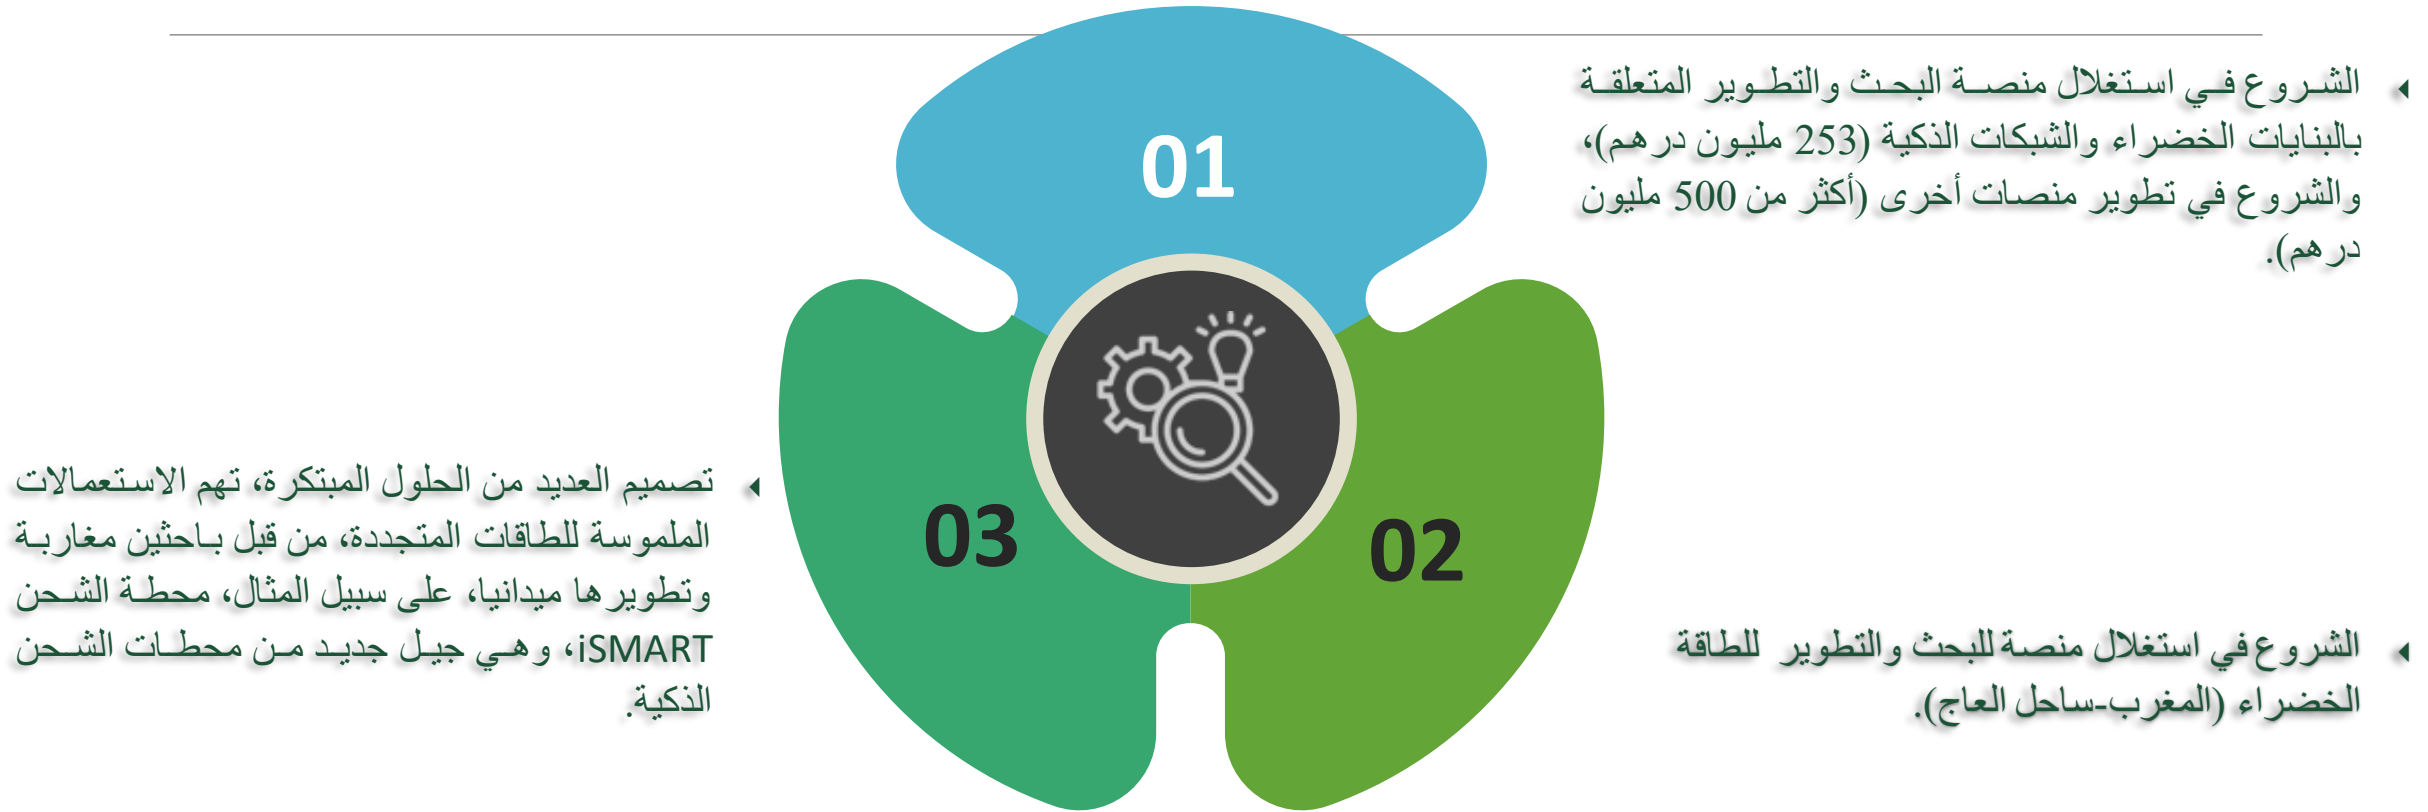 01
الشروع في استغلال منصة البحث والتطوير المتعلقة
بالبنايات الخضراء والشبكات الذكية (253 مليون درهم)،
والشروع في تطوير منصات أخرى (أكثر من 500 مليون
درهم).
02
الشروع في استغلال منصة للبحث والتطوير للطاقة
الخضراء (المغرب-ساحل العاج).
03
تصميم العديد من الحلول المبتكرة، تهم الاستعمالات
الملموسة للطاقات المتجددة، من قبل باحثين مغاربة
وتطويرها ميدانيا، على سبيل المثال، محطة الشحن
iSMART، وهي جيل جديد من محطات الشحن
الذكية.